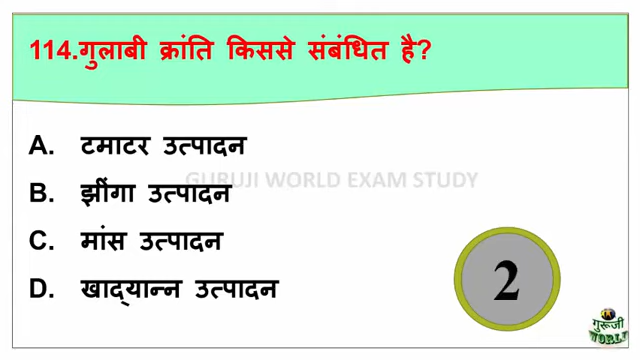 114.गुलाबी क्रांति किससे संबंधित है?
A. टमाटर उत्पादन
GURUJI WORLD EXAM STUDY
B. झींगा उत्पादन
C. मांस उत्पादन
D. खाद्यान्न उत्पादन
2
गुरूजी
WORLD